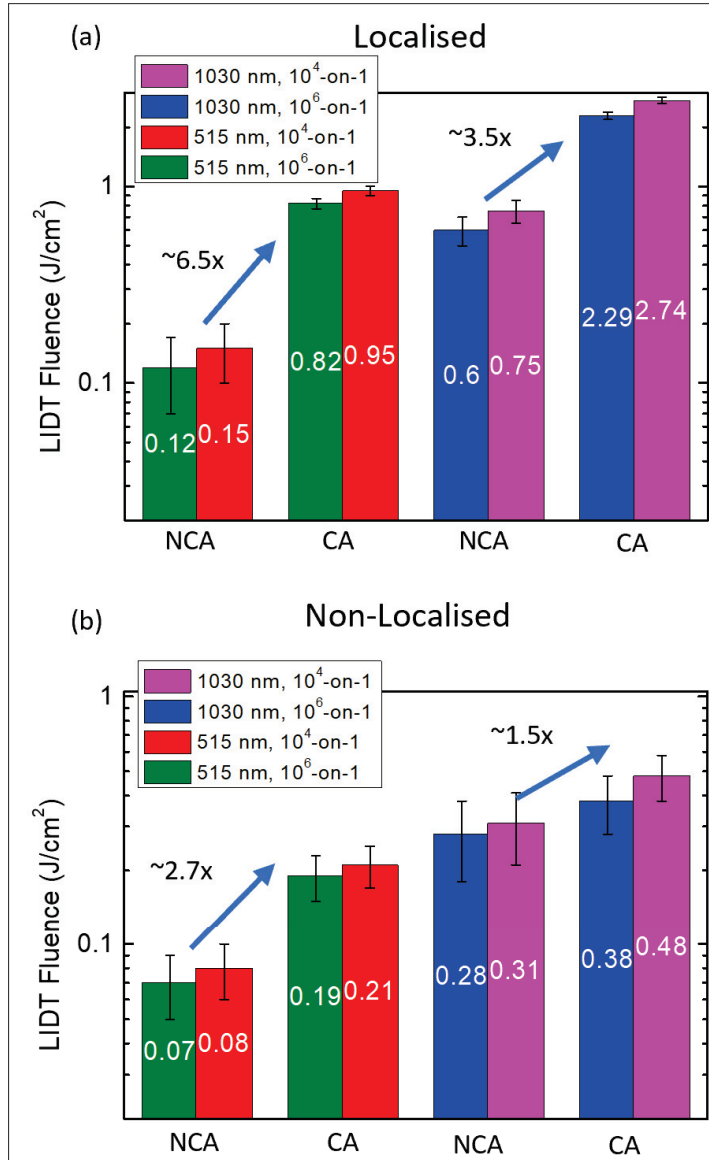 (a) Localised
1030 nm, 10⁴-on-1
1030 nm, 10⁶-on-1
515 nm, 10⁴-on-1
515 nm, 10⁶-on-1
~6.5x
~3.5x
LIDT Fluence (J/cm²)
1
0.1
0.12
0.15
0.82
0.95
0.6
0.75
2.29
2.74
NCA CA NCA CA
(b) Non-Localised
1030 nm, 10⁴-on-1
1030 nm, 10⁶-on-1
515 nm, 10⁴-on-1
515 nm, 10⁶-on-1
~2.7x
~1.5x
LIDT Fluence (J/cm²)
1
0.1
0.07
0.08
0.19
0.21
0.28
0.31
0.38
0.48
NCA CA NCA CA